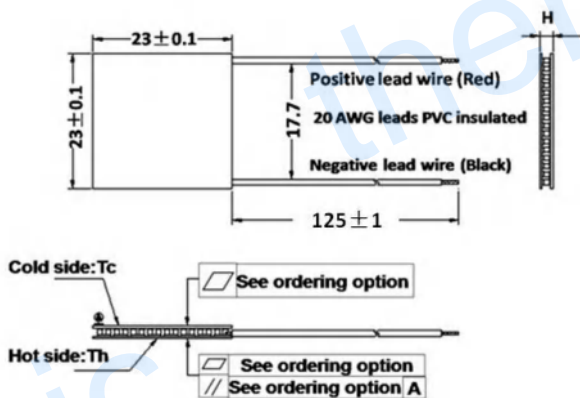 23±0.1
H
23±0.1
Positive lead wire (Red)
17.7
20 AWG leads PVC insulated
Negative lead wire (Black)
125±1
Cold side:Tc
See ordering option
Hot side:Th
See ordering option
// See ordering option A